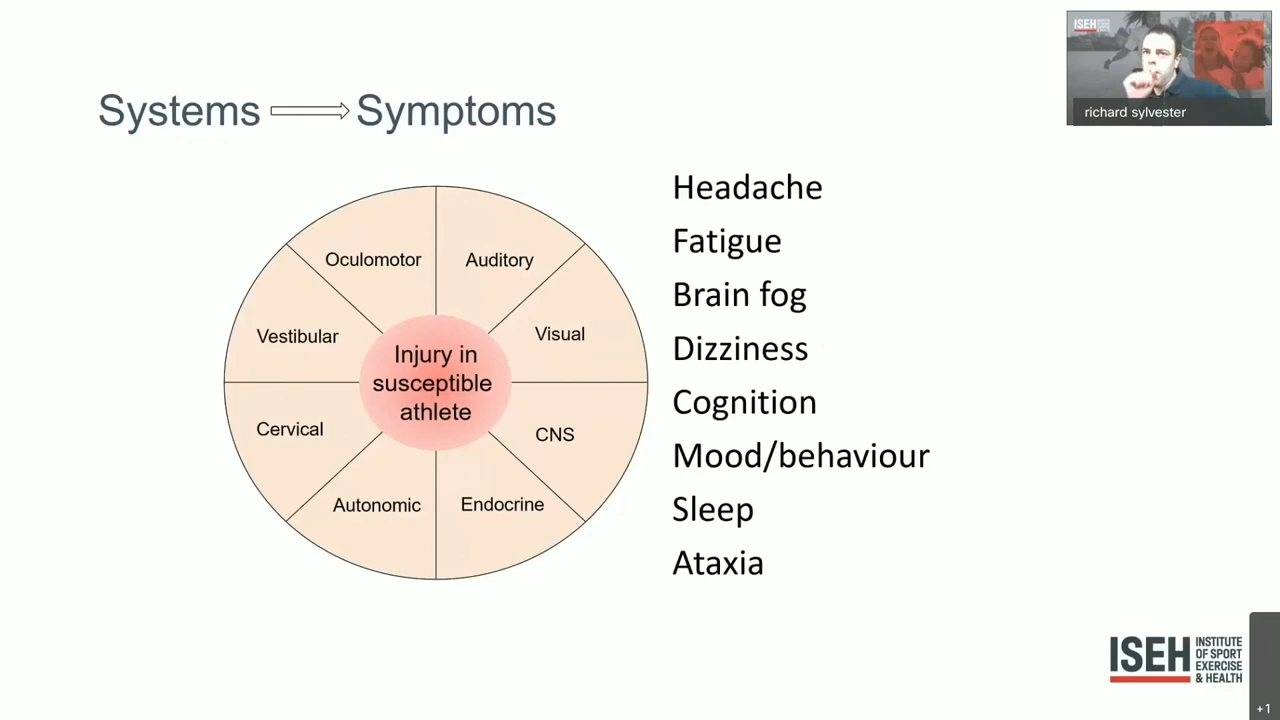 ISEH
richard sylvester
Systems Symptoms
Oculomotor
Auditory
Vestibular
Visual
Injury in
susceptible
athlete
Cervical
CNS
Autonomic
Endocrine
Headache
Fatigue
Brain fog
Dizziness
Cognition
Mood/behaviour
Sleep
Ataxia
ISEH
INSTITUTE
OF SPORT
EXERCISE
& HEALTH
+1